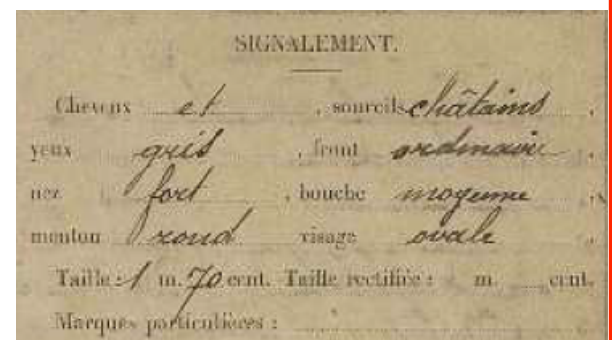 SIGNALEMENT.
Cheveux et , sourcils châtains .
yeux gris , front ordinaire .
nez fort , bouche moyenne ,
menton rond visage ovale .
Taille : 1 m. 70 cent. Taille rectifiée : m. cent.
Marques particulières :